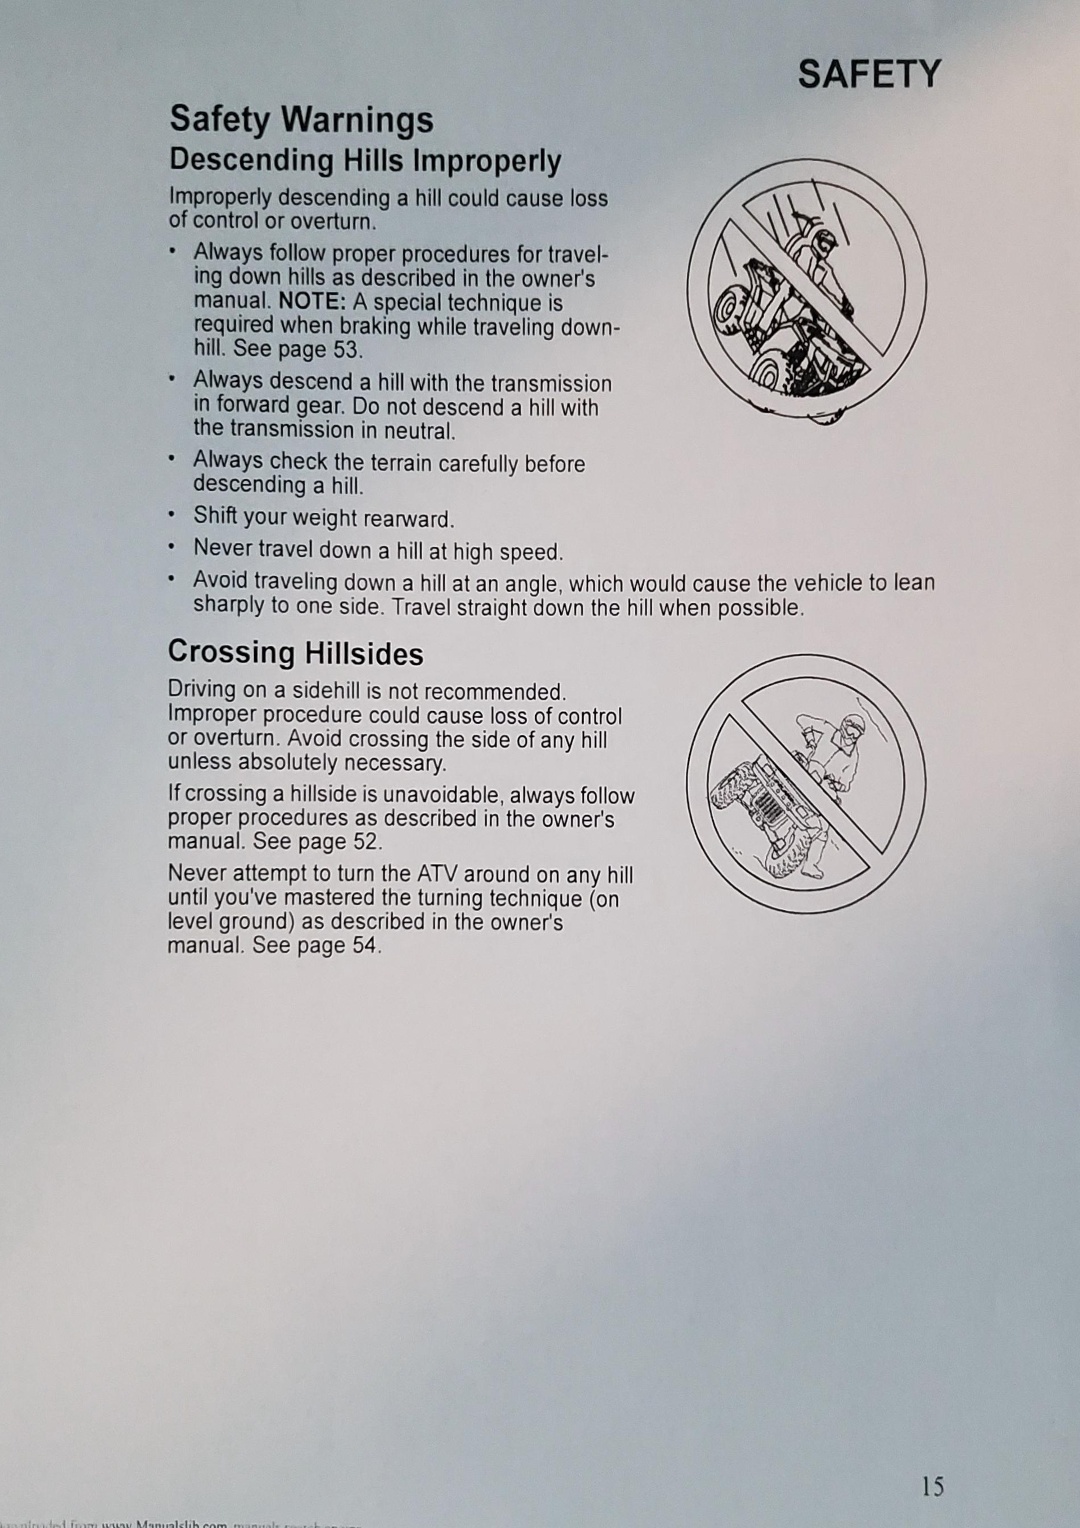 SAFETY
Safety Warnings
Descending Hills Improperly
Improperly descending a hill could cause loss
of control or overturn.
• Always follow proper procedures for travel-
ing down hills as described in the owner's
manual. NOTE: A special technique is
required when braking while traveling down-
hill. See page 53.
• Always descend a hill with the transmission
in forward gear. Do not descend a hill with
the transmission in neutral.
• Always check the terrain carefully before
descending a hill.
• Shift your weight rearward.
• Never travel down a hill at high speed.
• Avoid traveling down a hill at an angle, which would cause the vehicle to lean
sharply to one side. Travel straight down the hill when possible.
Crossing Hillsides
Driving on a sidehill is not recommended.
Improper procedure could cause loss of control
or overturn. Avoid crossing the side of any hill
unless absolutely necessary.
If crossing a hillside is unavoidable, always follow
proper procedures as described in the owner's
manual. See page 52.
Never attempt to turn the ATV around on any hill
until you've mastered the turning technique (on
level ground) as described in the owner's
manual. See page 54.
15
from www.Manualslib.com